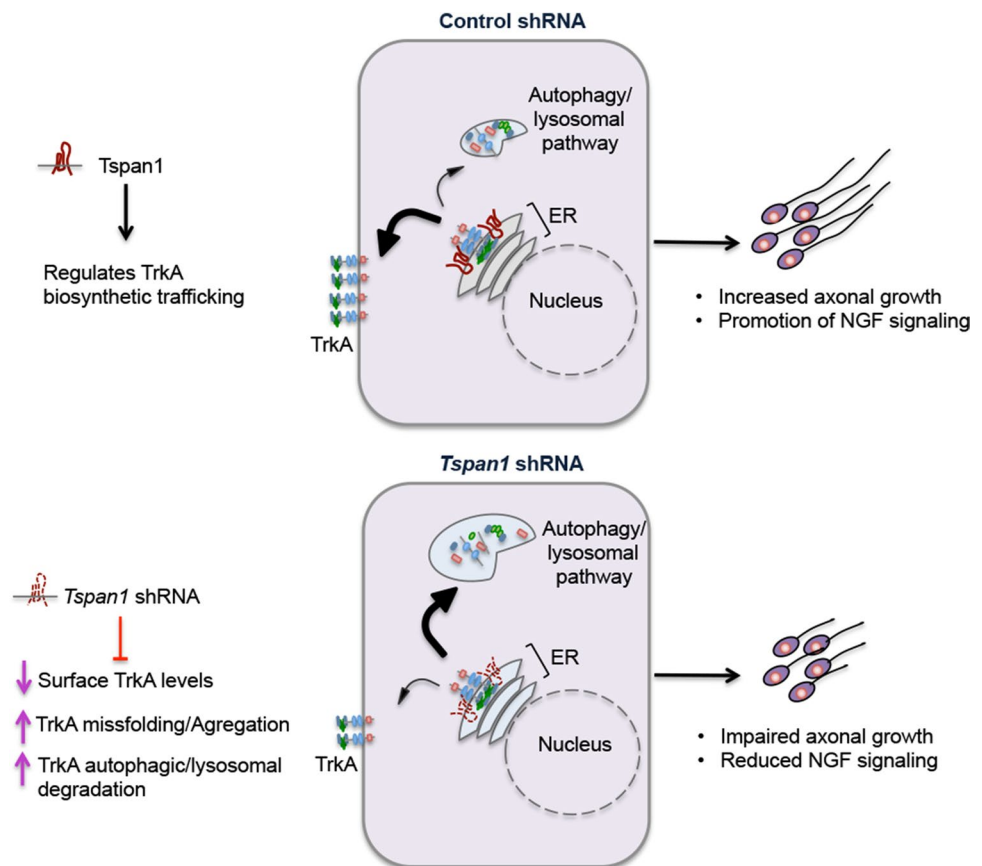 Control shRNA
Autophagy/
lysosomal
pathway
Tspan1
ER
Regulates TrkA
biosynthetic trafficking
Nucleus
TrkA
• Increased axonal growth
• Promotion of NGF signaling
Tspan1 shRNA
Autophagy/
lysosomal
pathway
Tspan1 shRNA
ER
Surface TrkA levels
TrkA missfolding/Agregation
TrkA autophagic/lysosomal
degradation
Nucleus
TrkA
• Impaired axonal growth
• Reduced NGF signaling